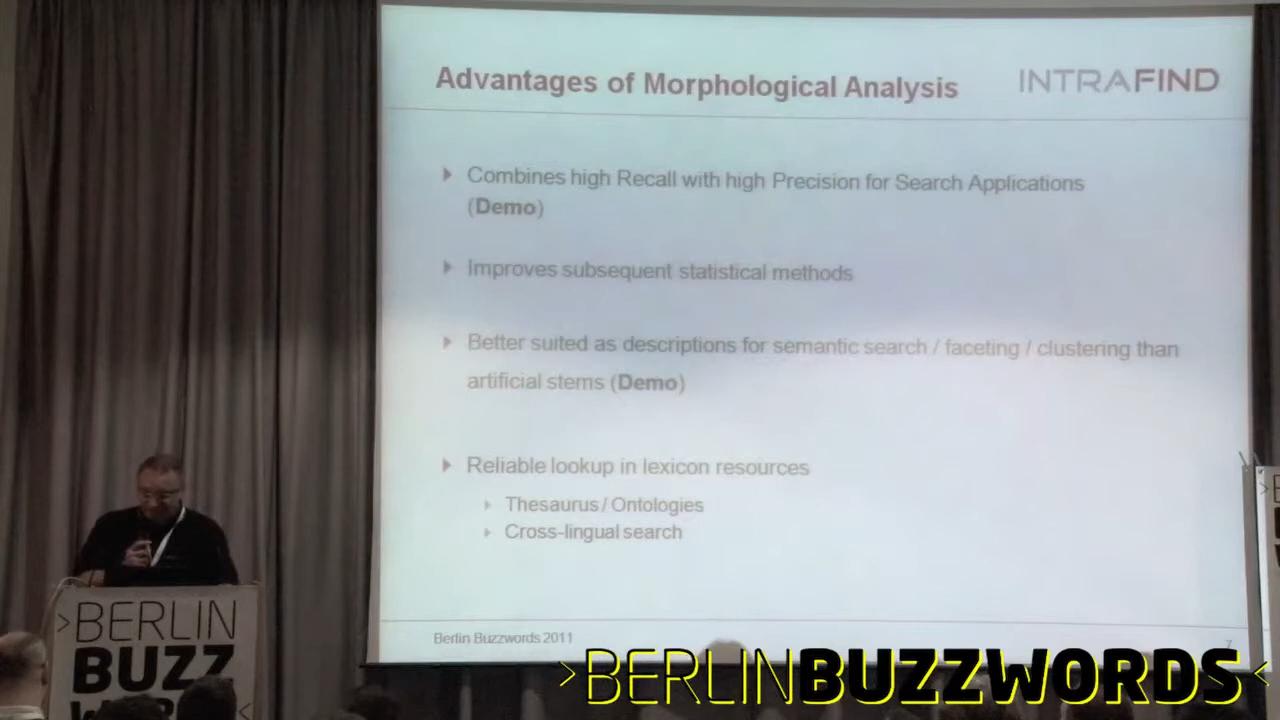 Advantages of Morphological Analysis
INTRAFIND
Combines high Recall with high Precision for Search Applications
(Demo)
Improves subsequent statistical methods
Better suited as descriptions for semantic search / faceting / clustering than
artificial stems (Demo)
Reliable lookup in lexicon resources
Thesaurus / Ontologies
Cross-lingual search
Berlin Buzzwords 2011
7
>BERLIN
BUZZ
>BERLINBUZZWORDS<